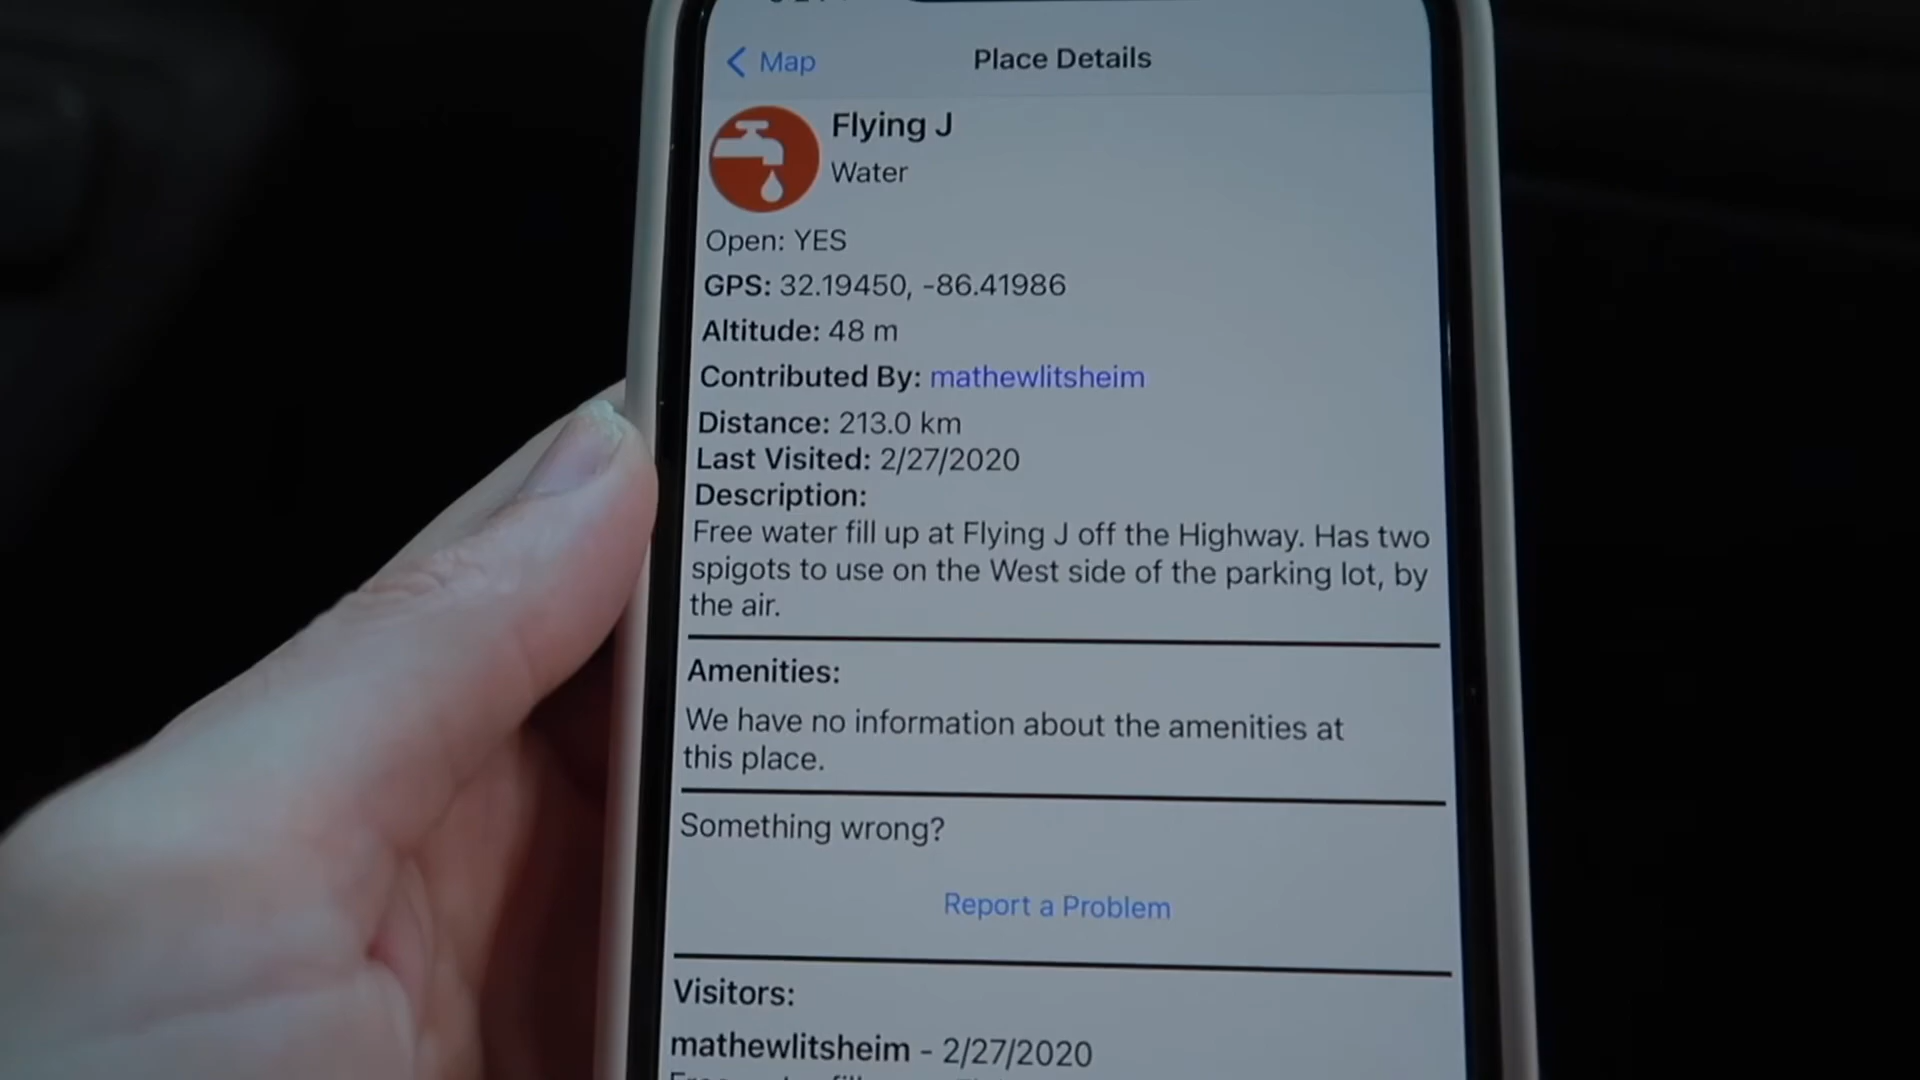 Map
Place Details
Flying J
Water
Open: YES
GPS: 32.19450, -86.41986
Altitude: 48 m
Contributed By: mathewlitsheim
Distance: 213.0 km
Last Visited: 2/27/2020
Description:
Free water fill up at Flying J off the Highway. Has two
spigots to use on the West side of the parking lot, by
the air.
Amenities:
We have no information about the amenities at
this place.
Something wrong?
Report a Problem
Visitors:
mathewlitsheim - 2/27/2020